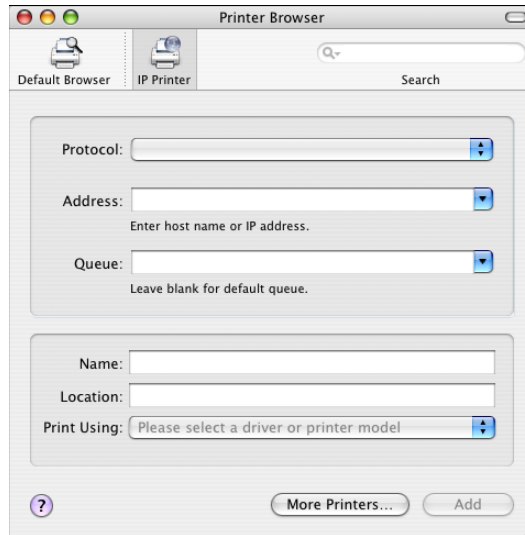 Printer Browser
Default Browser
IP Printer
Search
Protocol:
Address:
Enter host name or IP address.
Queue:
Leave blank for default queue.
Name:
Location:
Print Using: Please select a driver or printer model
? More Printers... Add